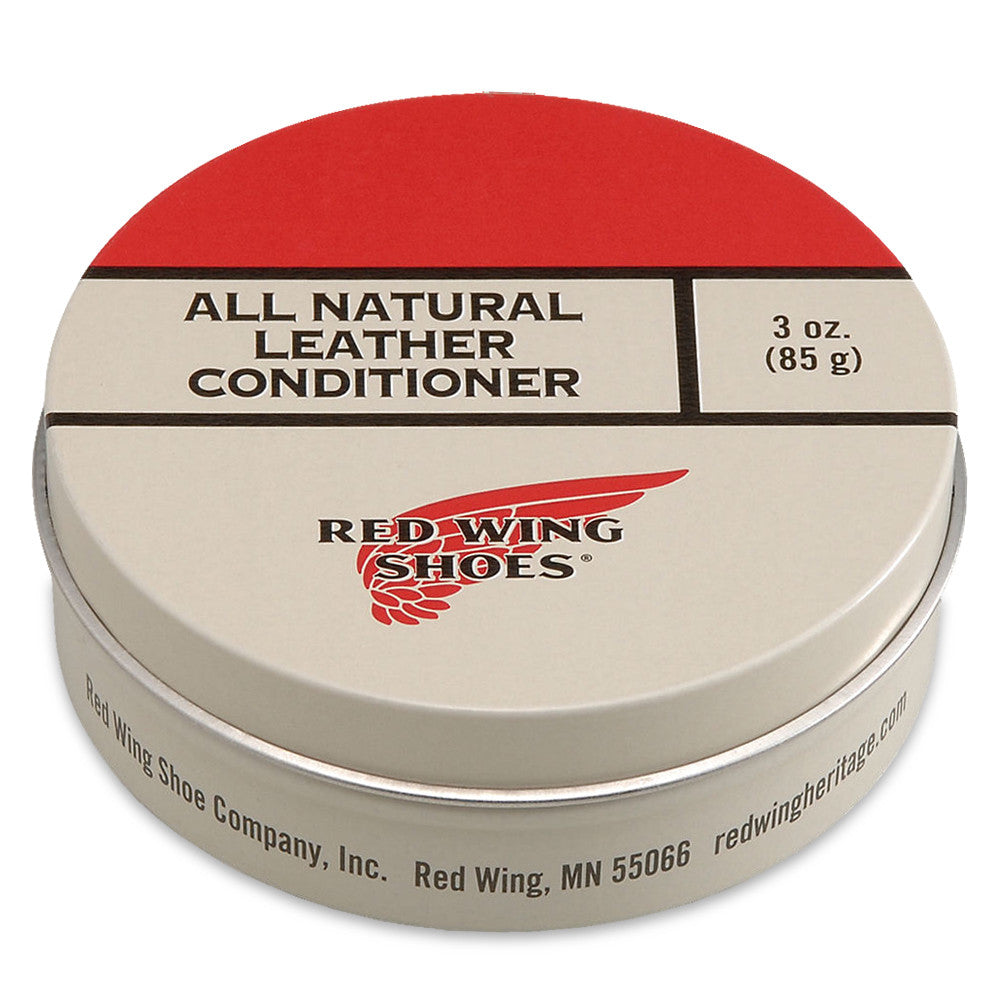 ALL NATURAL
LEATHER
CONDITIONER
3 oz.
(85 g)
RED WING
SHOES®
Red Wing Shoe Company, Inc. Red Wing, MN 55066 redwingheritage.com